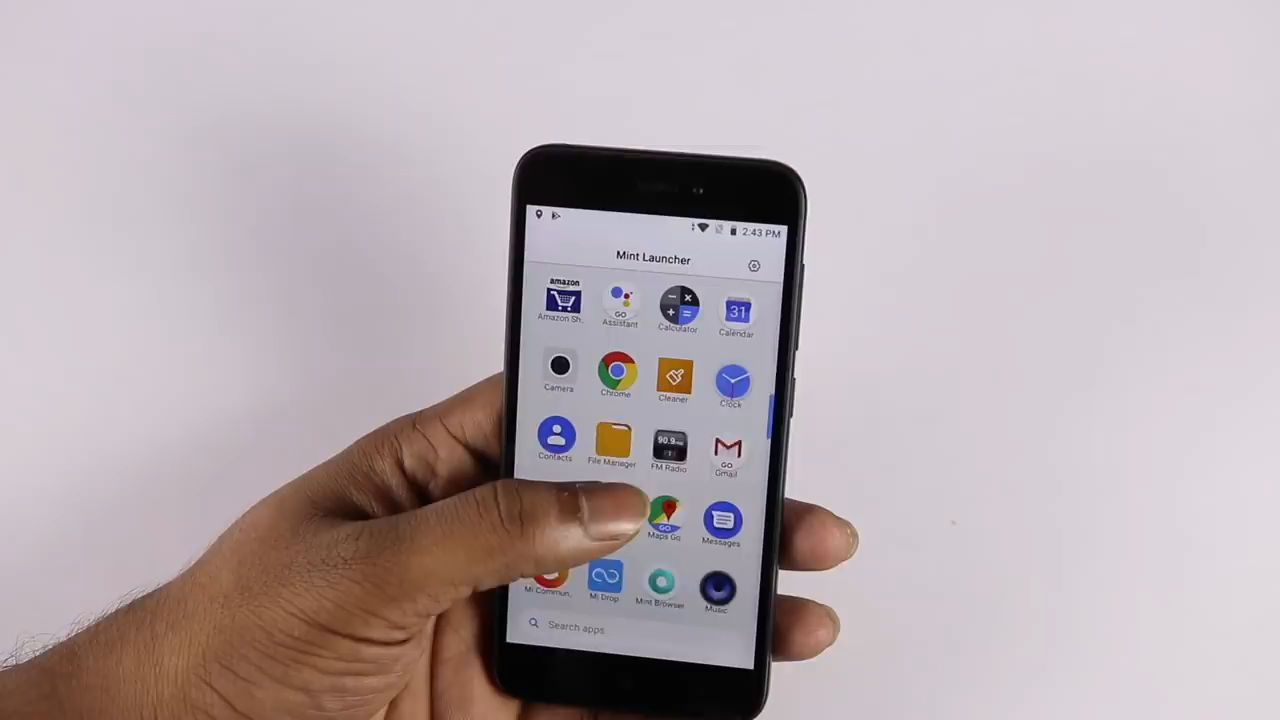 2:43 PM
Mint Launcher
amazon
Amazon Sh..
GO
Assistant
Calculator
31
Calendar
Camera
Chrome
Cleaner
Clock
Contacts
File Manager
90.9
FM Radio
GO
Gmail
GO
Maps Go
Messages
Mi Commun..
Mi Drop
Mint Browser
Music
Search apps